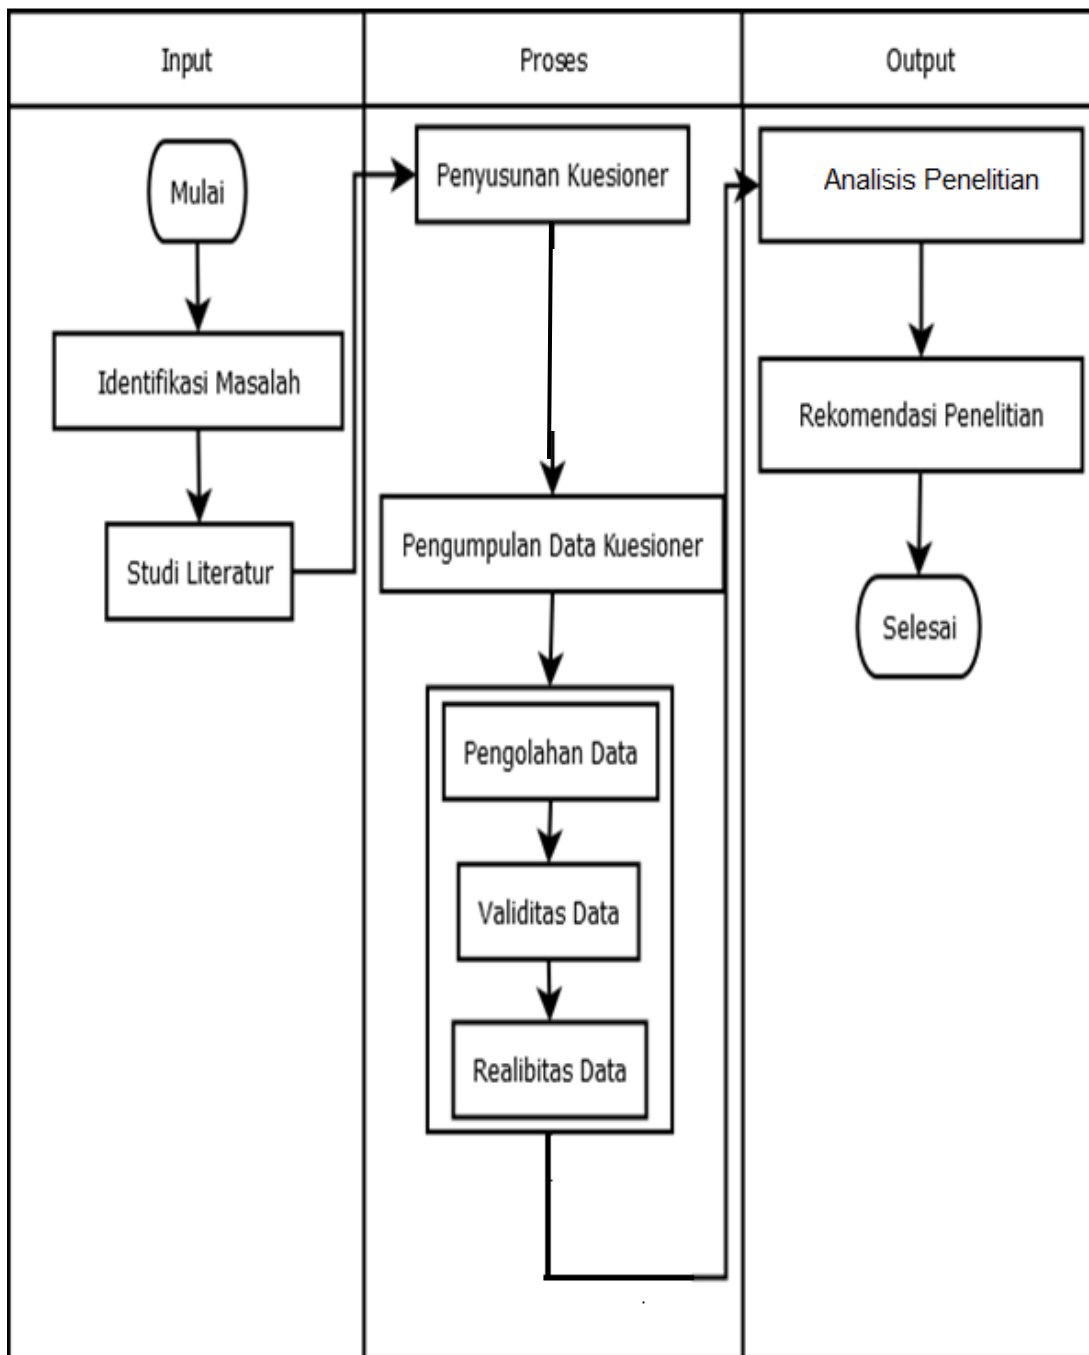 Input
Proses
Output
Mulai
Identifikasi Masalah
Studi Literatur
Penyusunan Kuesioner
Pengumpulan Data Kuesioner
Pengolahan Data
Validitas Data
Realibitas Data
Analisis Penelitian
Rekomendasi Penelitian
Selesai